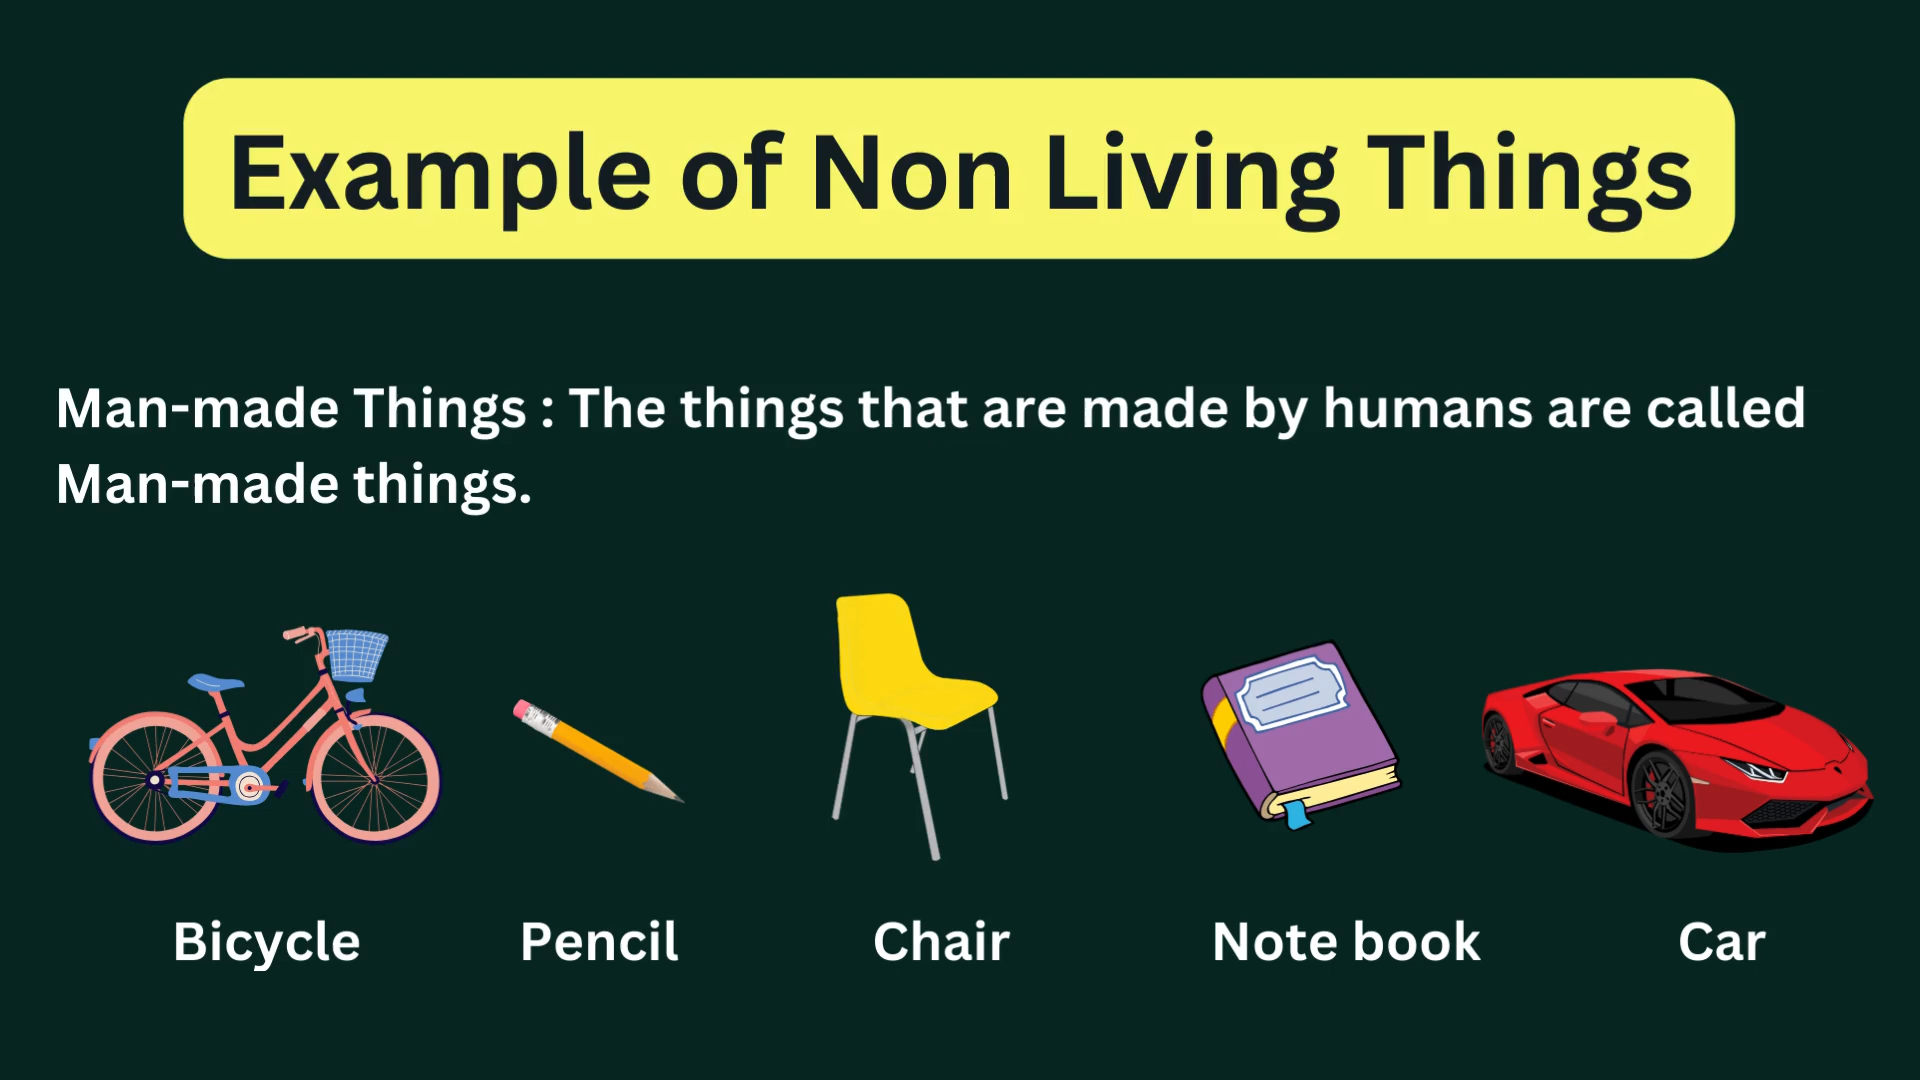 Example of Non Living Things
Man-made Things : The things that are made by humans are called
Man-made things.
Bicycle
Pencil
Chair
Note book
Car